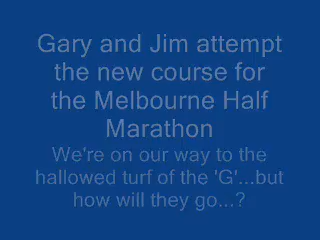 Gary and Jim attempt
the new course for
the Melbourne Half
Marathon
We're on our way to the
hallowed turf of the 'G'...but
how will they go...?